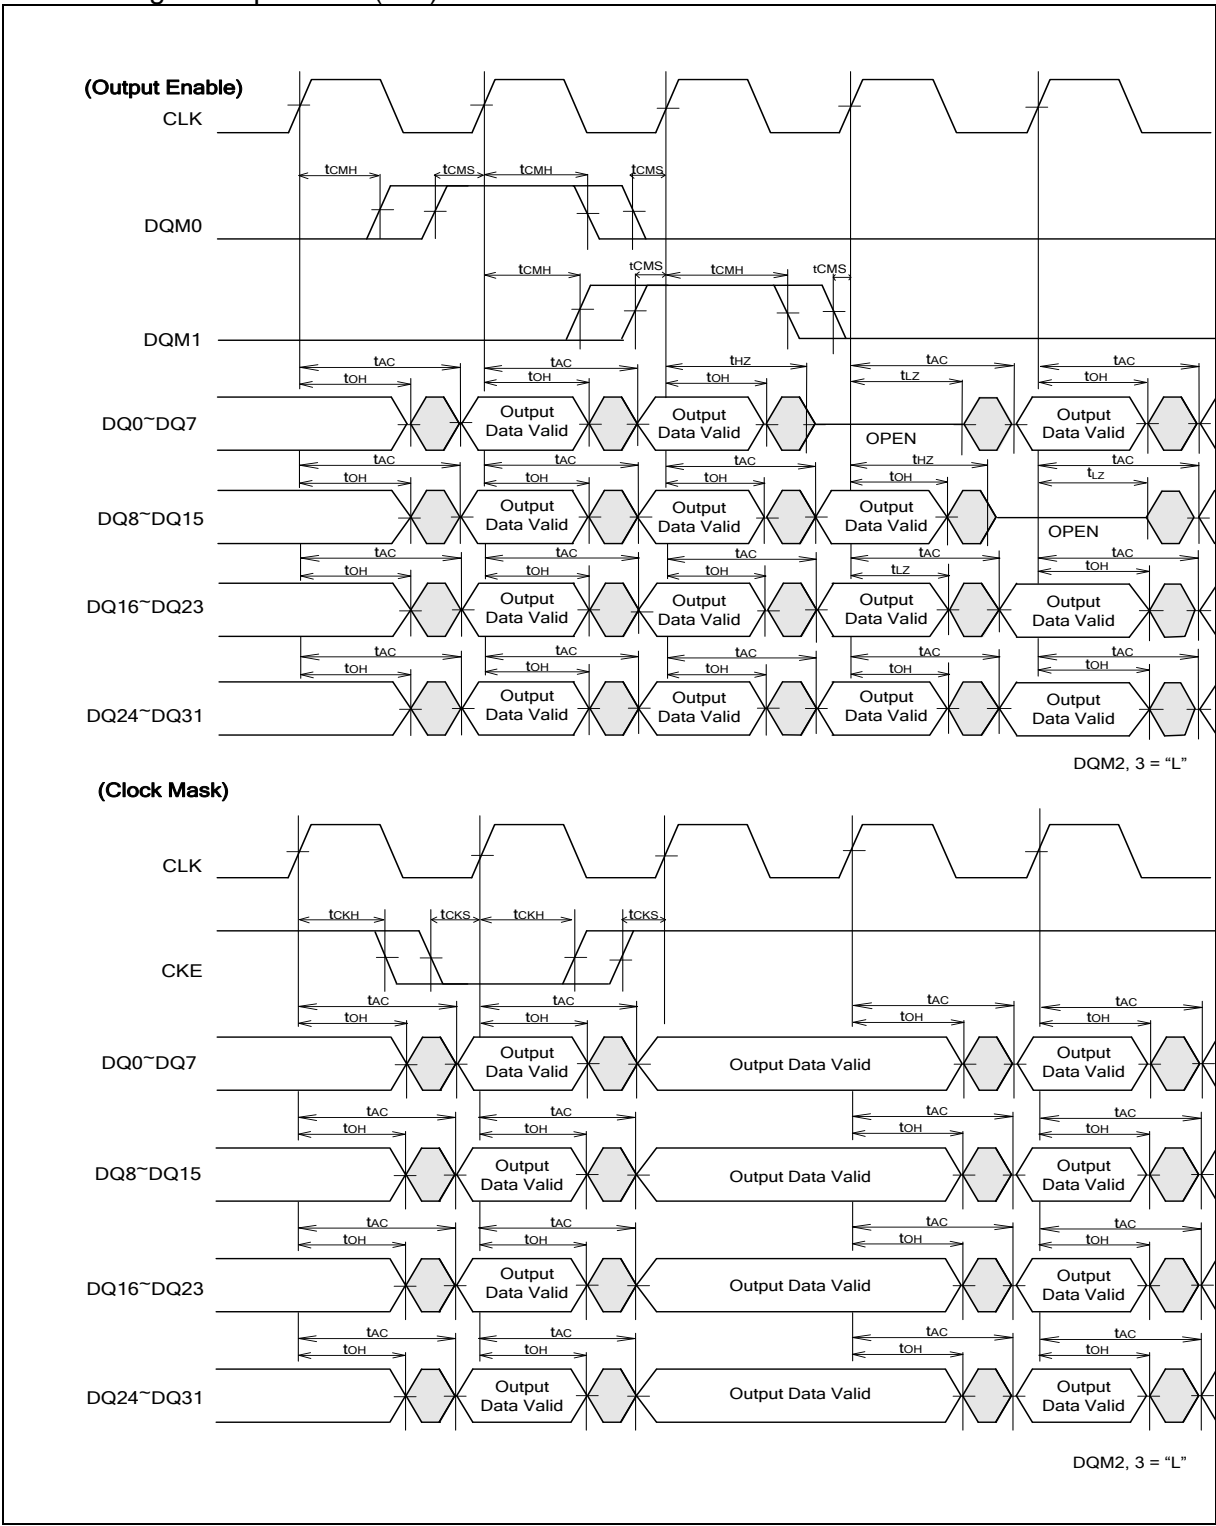 (Output Enable)
CLK
tCMH tCMS tCMH tCMS
DQM0
tCMH tCMS tCMH tCMS
DQM1
tAC tAC tHZ tAC tAC
tOH tOH tOH tLZ tOH
DQ0~DQ7 Output Data Valid Output Data Valid OPEN Output Data Valid
tAC tAC tAC tHZ tAC
tOH tOH tOH tOH tLZ
DQ8~DQ15 Output Data Valid Output Data Valid Output Data Valid OPEN
tAC tAC tAC tAC tAC
tOH tOH tOH tLZ tOH
DQ16~DQ23 Output Data Valid Output Data Valid Output Data Valid Output Data Valid
tAC tAC tAC tAC tAC
tOH tOH tOH tOH tOH
DQ24~DQ31 Output Data Valid Output Data Valid Output Data Valid Output Data Valid
DQM2, 3 = “L”
(Clock Mask)
CLK
tCKH tCKS tCKH tCKS
CKE
tAC tAC tAC tAC
tOH tOH tOH tOH
DQ0~DQ7 Output Data Valid Output Data Valid Output Data Valid
tAC tAC tAC tAC
tOH tOH tOH tOH
DQ8~DQ15 Output Data Valid Output Data Valid Output Data Valid
tAC tAC tAC tAC
tOH tOH tOH tOH
DQ16~DQ23 Output Data Valid Output Data Valid Output Data Valid
tAC tAC tAC tAC
tOH tOH tOH tOH
DQ24~DQ31 Output Data Valid Output Data Valid Output Data Valid
DQM2, 3 = “L”